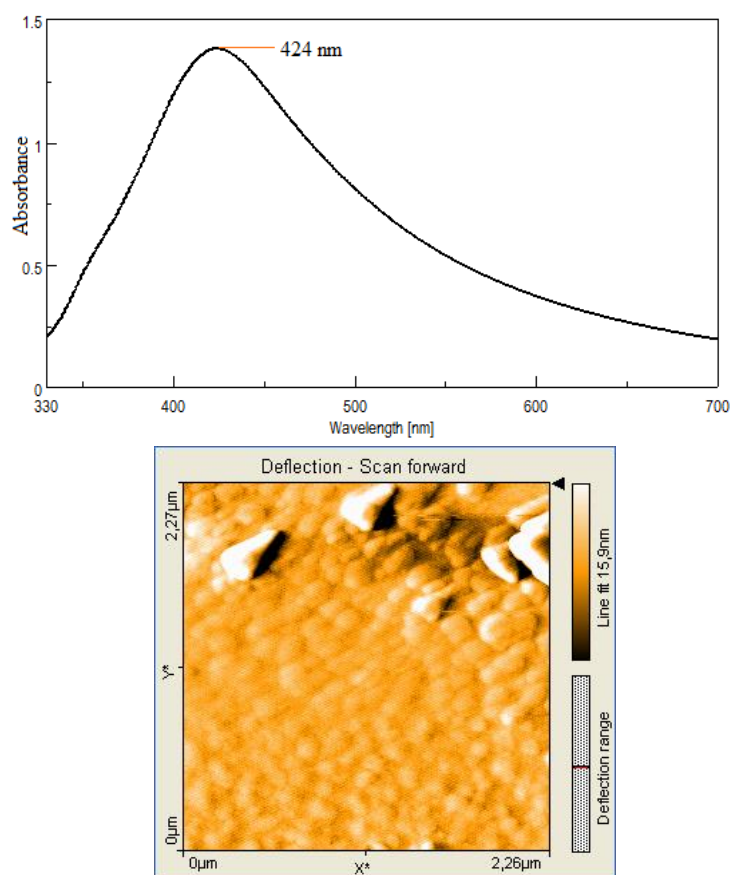 1.5
424 nm
1
Absorbance
0.5
0
330
400
500
600
700
Wavelength [nm]
Deflection - Scan forward
2,27µm
Y*
0µm
0µm
X*
2,26µm
Line fit 15,9nm
Deflection range